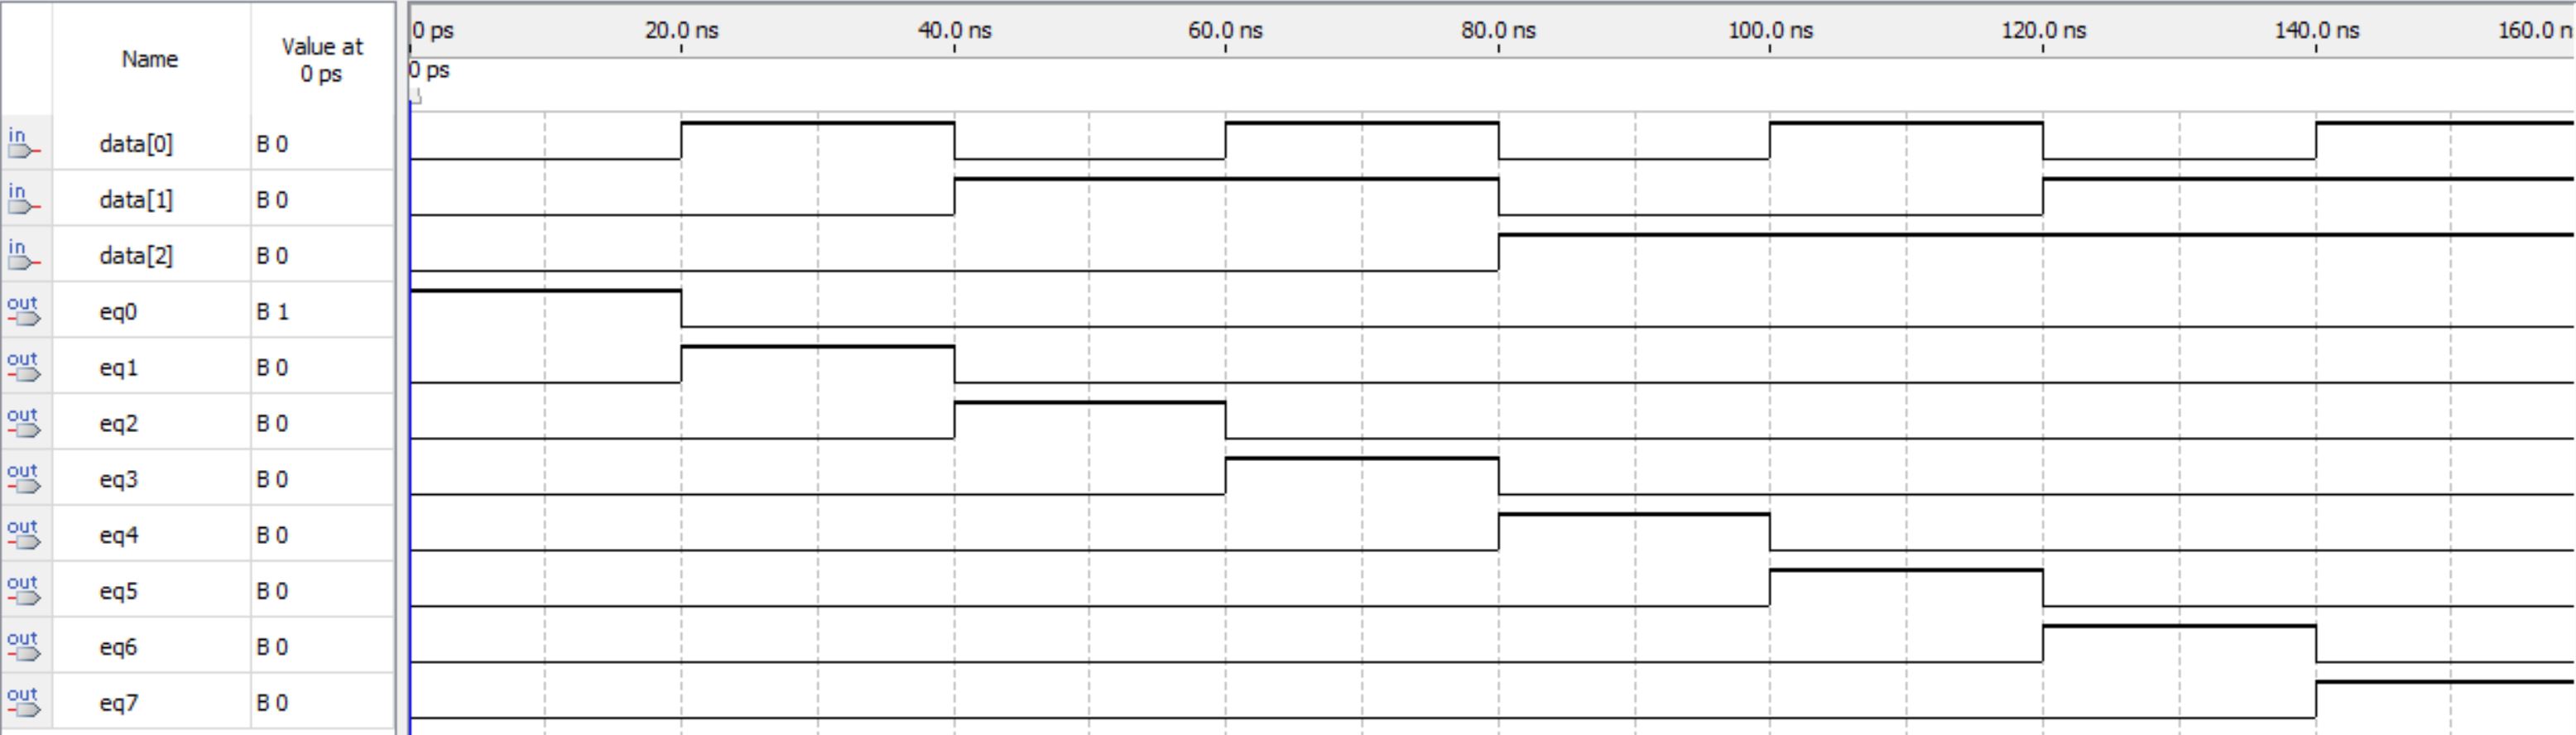 Name Value at 0 ps
0 ps 20.0 ns 40.0 ns 60.0 ns 80.0 ns 100.0 ns 120.0 ns 140.0 ns 160.0 n
0 ps
in data[0] B 0
in data[1] B 0
in data[2] B 0
out eq0 B 1
out eq1 B 0
out eq2 B 0
out eq3 B 0
out eq4 B 0
out eq5 B 0
out eq6 B 0
out eq7 B 0